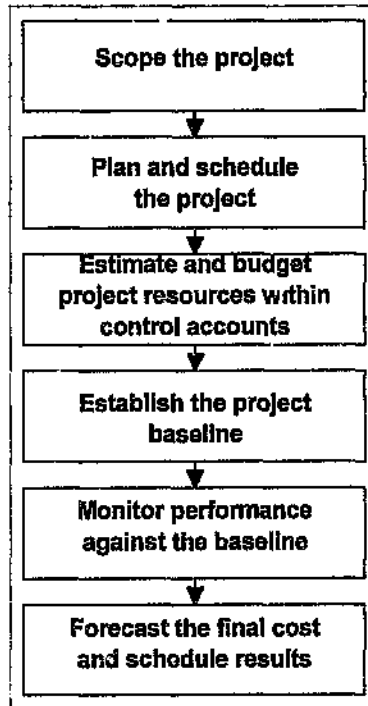 Scope the project
Plan and schedule
the project
Estimate and budget
project resources within
control accounts
Establish the project
baseline
Monitor performance
against the baseline
Forecast the final cost
and schedule results